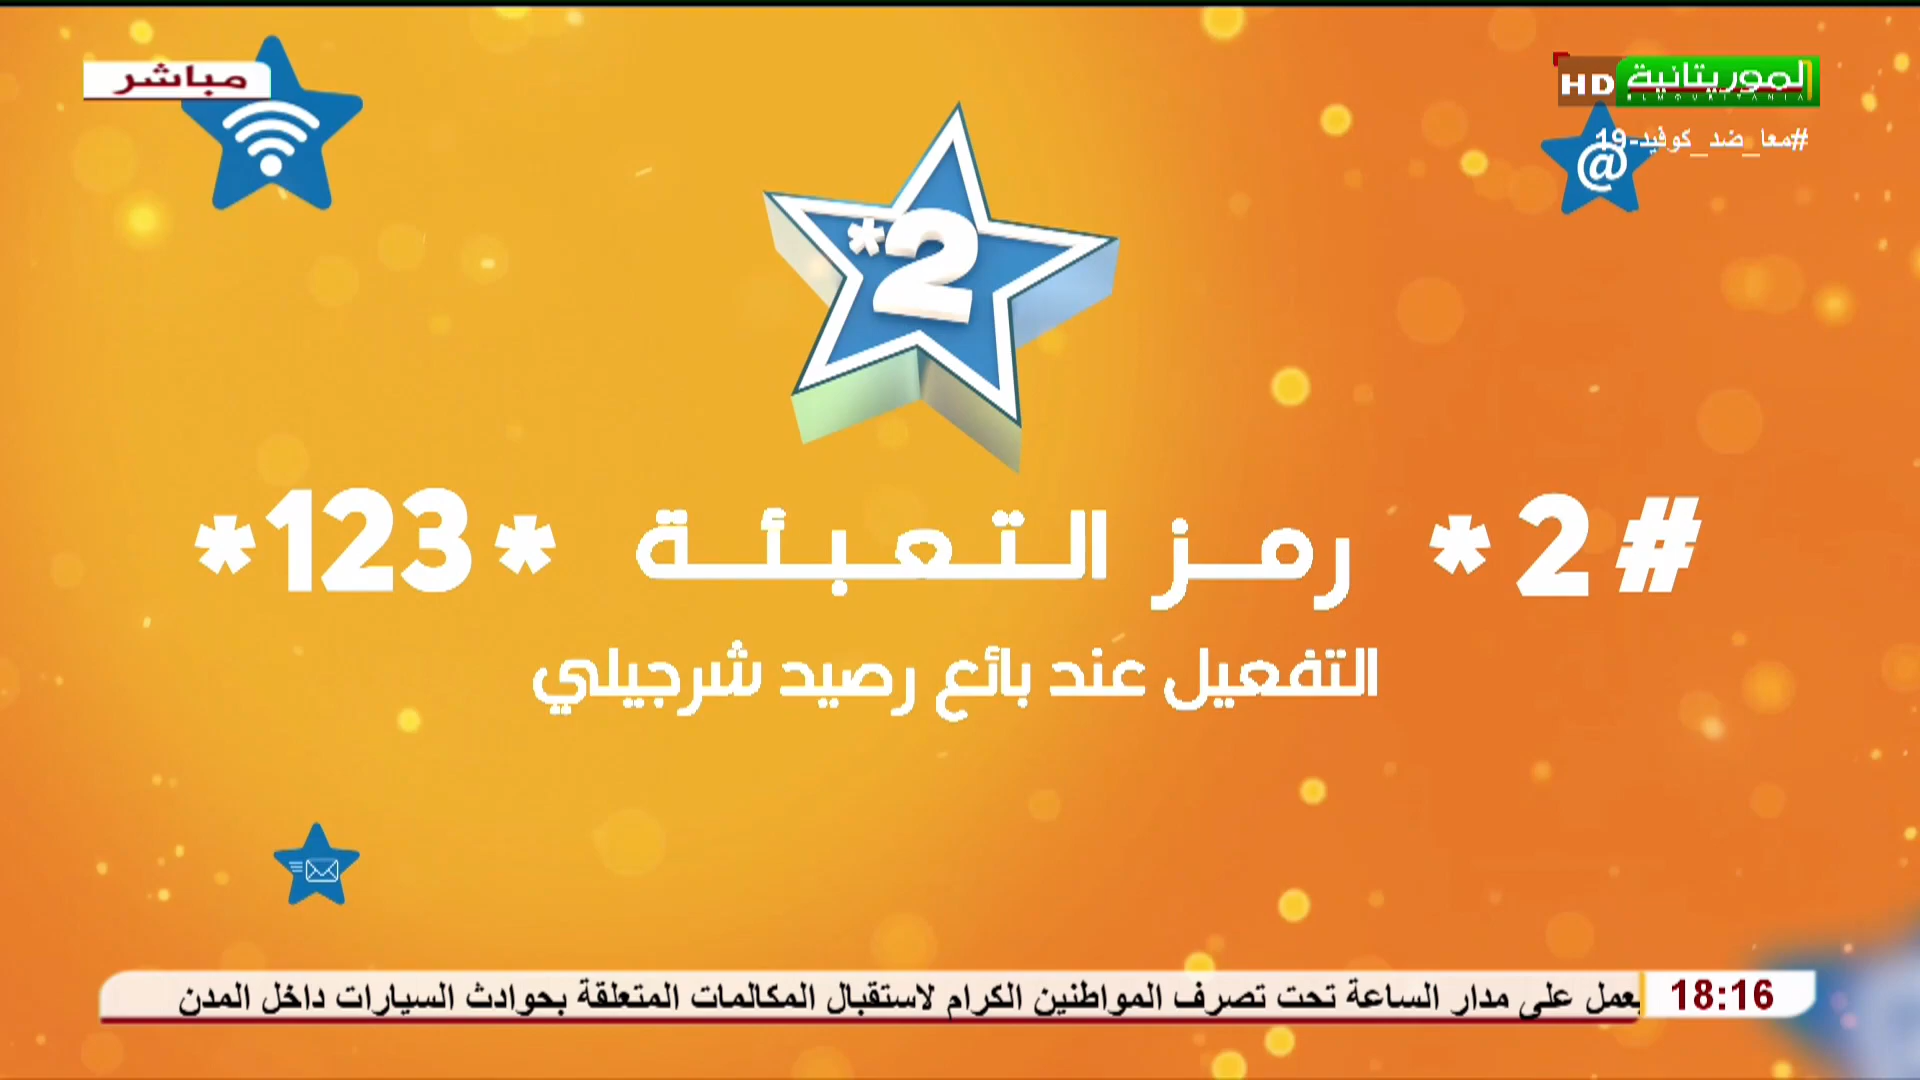 مباشر
HD الموريتانية
ELMOURITANIA
#معا_ضد_كوفيد-19
@
*2
*123* رمز التعبئة *2#
التفعيل عند بائع رصيد شرجيلي
18:16
يعمل على مدار الساعة تحت تصرف المواطنين الكرام لاستقبال المكالمات المتعلقة بحوادث السيارات داخل المدن